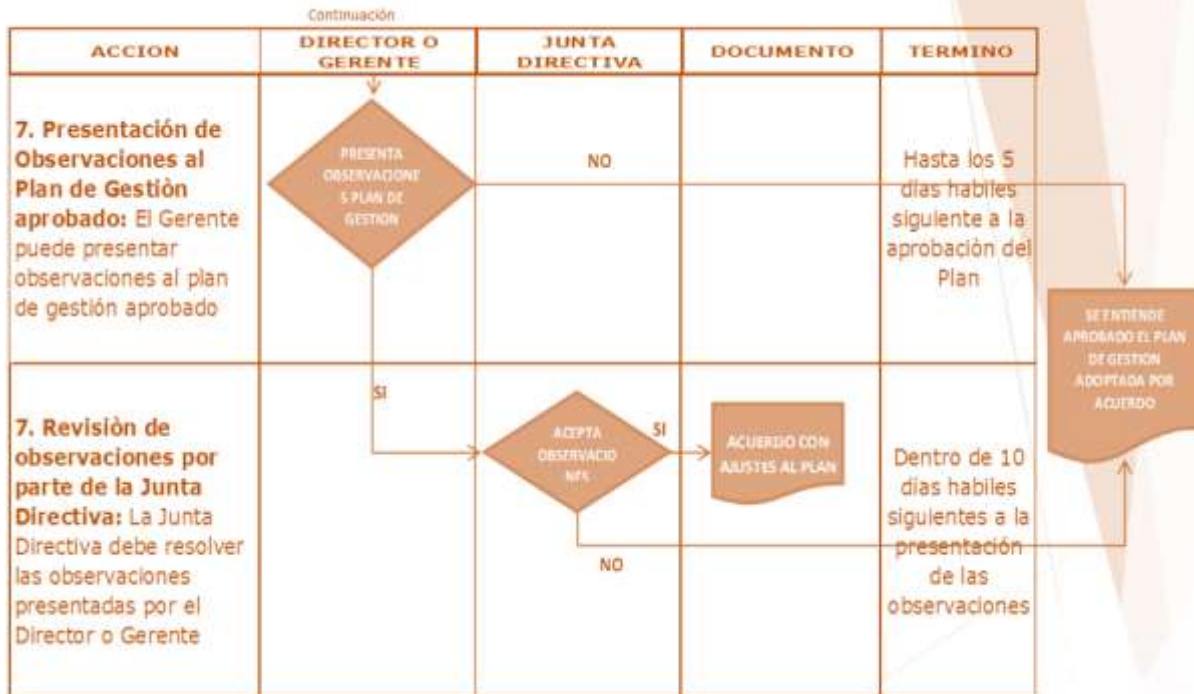 Continuación
ACCION
DIRECTOR O
GERENTE
JUNTA
DIRECTIVA
DOCUMENTO
TERMINO
7. Presentación de
Observaciones al
Plan de Gestiòn
aprobado: El Gerente
puede presentar
observaciones al plan
de gestión aprobado
PRESENTA
OBSERVACIONE
S PLAN DE
GESTION
NO
Hasta los 5
dias habiles
siguiente a la
aprobaciòn del
Plan
SE ENTIENDE
APROBADO EL PLAN
DE GESTION
ADOPTADA POR
ACUERDO
SI
7. Revisiòn de
observaciones por
parte de la Junta
Directiva: La Junta
Directiva debe resolver
las observaciones
presentadas por el
Director o Gerente
ACEPTA
OBSERVACIO
NES
SI
ACUERDO CON
AJUSTES AL PLAN
NO
Dentro de 10
dias habiles
siguientes a la
presentación
de las
observaciones